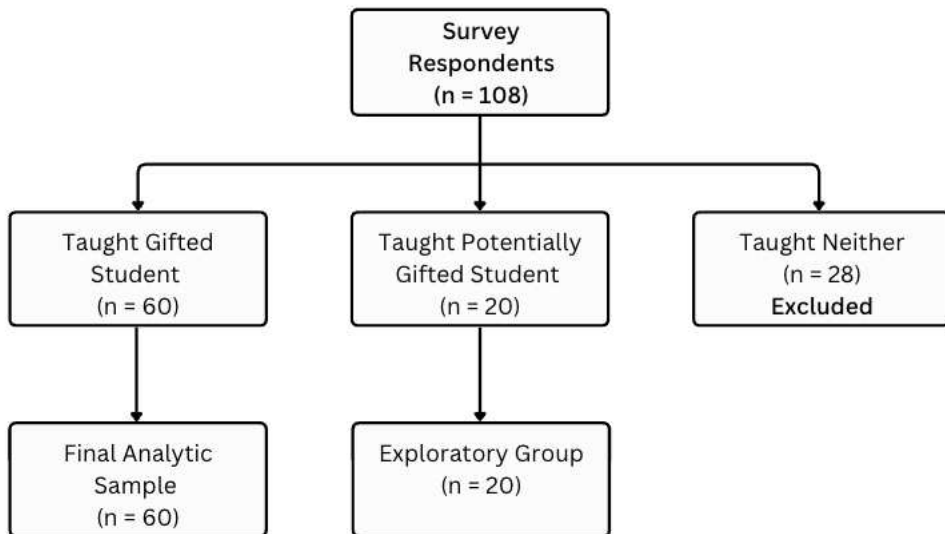 Survey
Respondents
(n = 108)
Taught Gifted
Student
(n = 60)
Taught Potentially
Gifted Student
(n = 20)
Taught Neither
(n = 28)
Excluded
Final Analytic
Sample
(n = 60)
Exploratory Group
(n = 20)